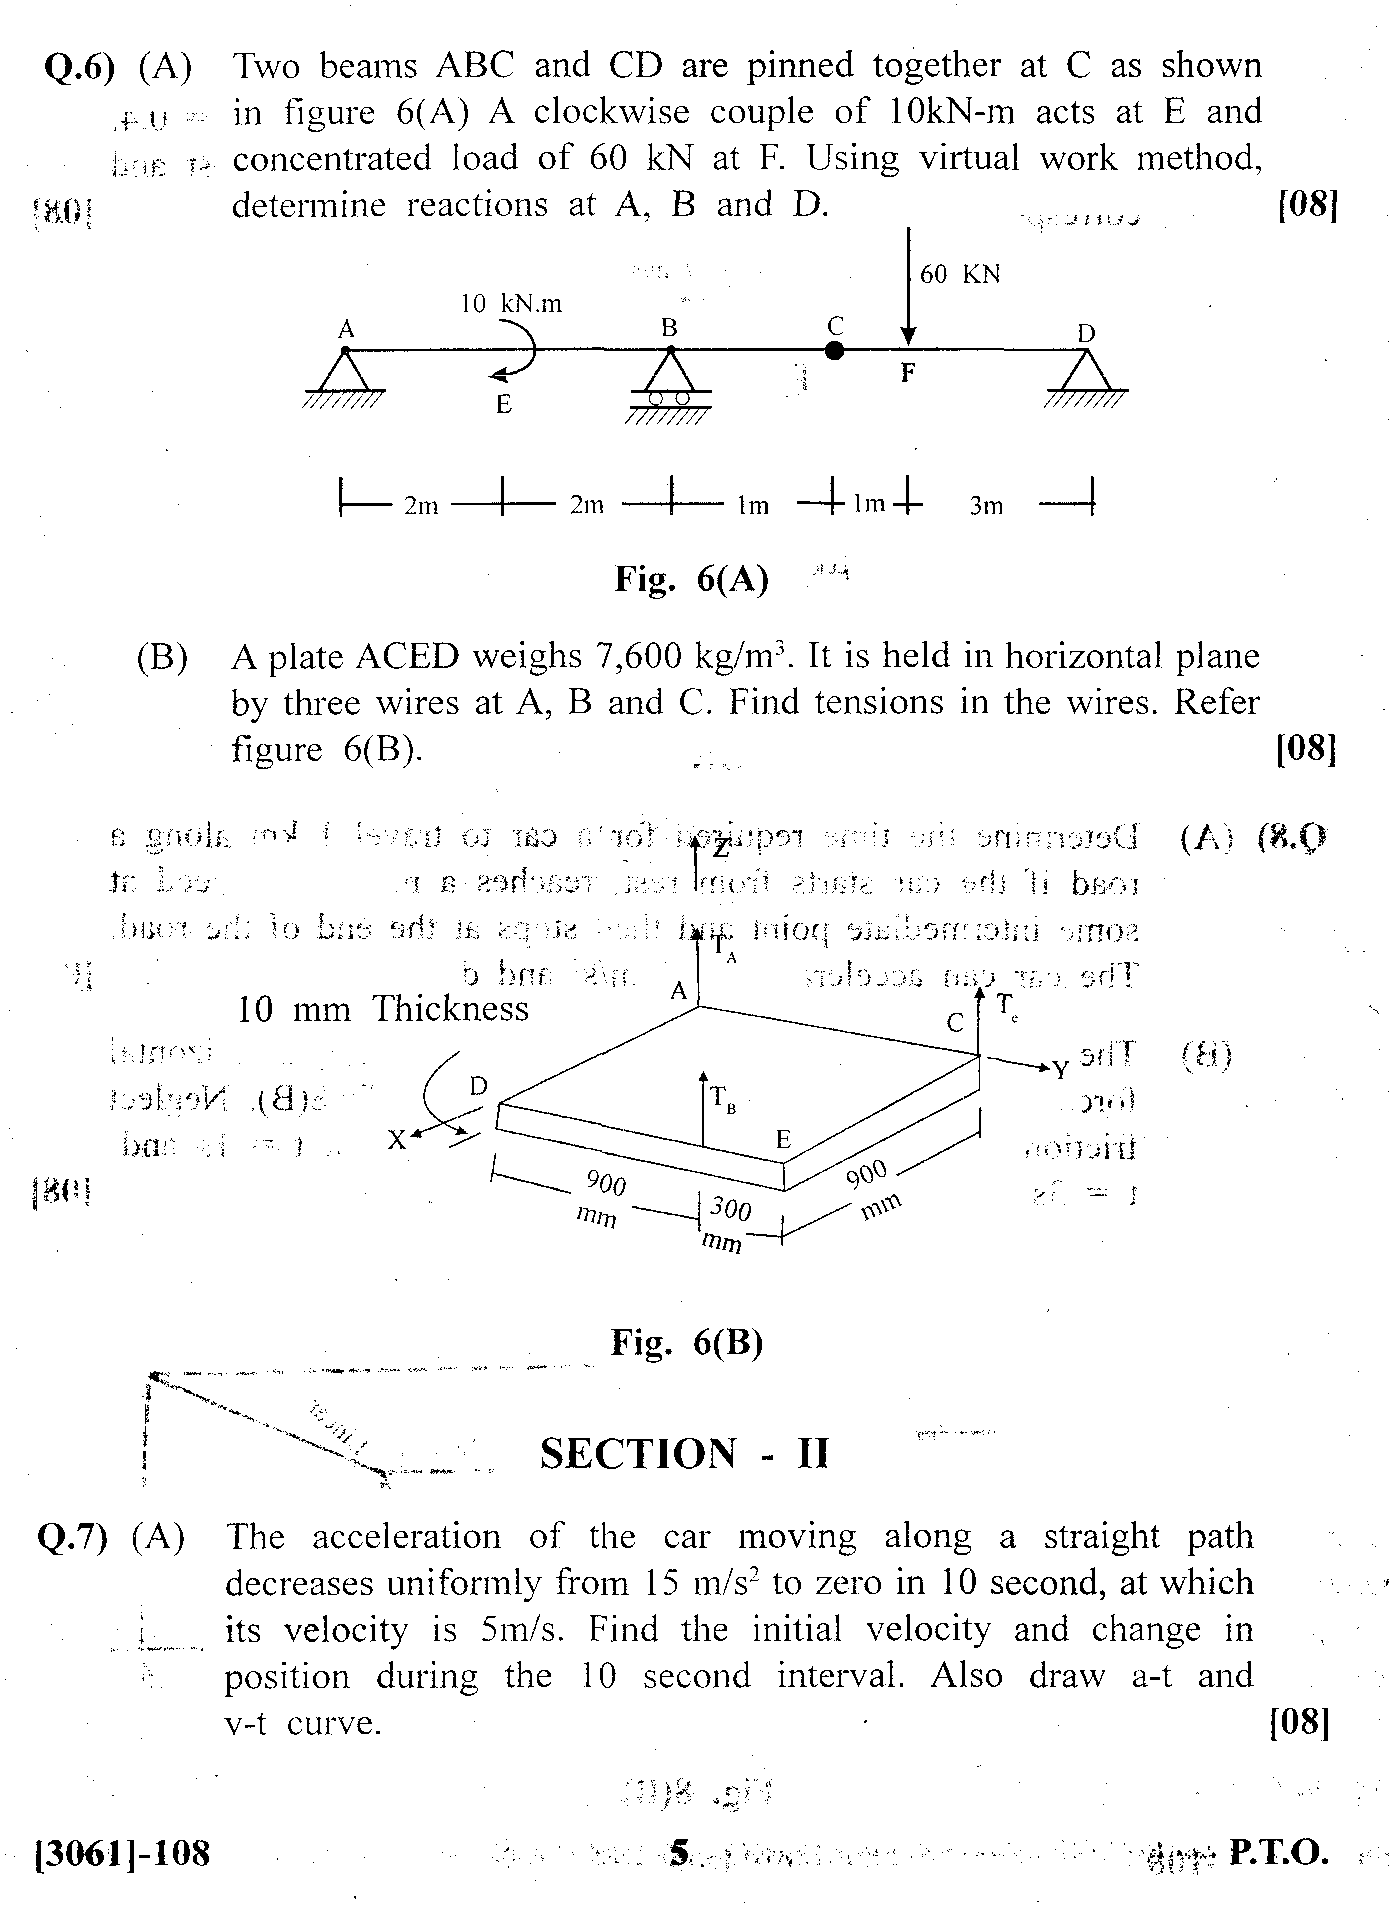 Q.6) (A) Two beams ABC and CD are pinned together at C as shown
in figure 6(A) A clockwise couple of 10kN-m acts at E and
concentrated load of 60 kN at F. Using virtual work method,
determine reactions at A, B and D. [08]
60 KN
10 kN.m
A B C D
E F
2m 2m 1m 1m 3m
Fig. 6(A)
(B) A plate ACED weighs 7,600 kg/m³. It is held in horizontal plane
by three wires at A, B and C. Find tensions in the wires. Refer
figure 6(B). [08]
Z
T_A
A
10 mm Thickness
T_c
C
Y
D
T_B
X
E
900 mm
300 mm
900 mm
Fig. 6(B)
SECTION - II
Q.7) (A) The acceleration of the car moving along a straight path
decreases uniformly from 15 m/s² to zero in 10 second, at which
its velocity is 5m/s. Find the initial velocity and change in
position during the 10 second interval. Also draw a-t and
v-t curve. [08]
[3061]-108 5 P.T.O.